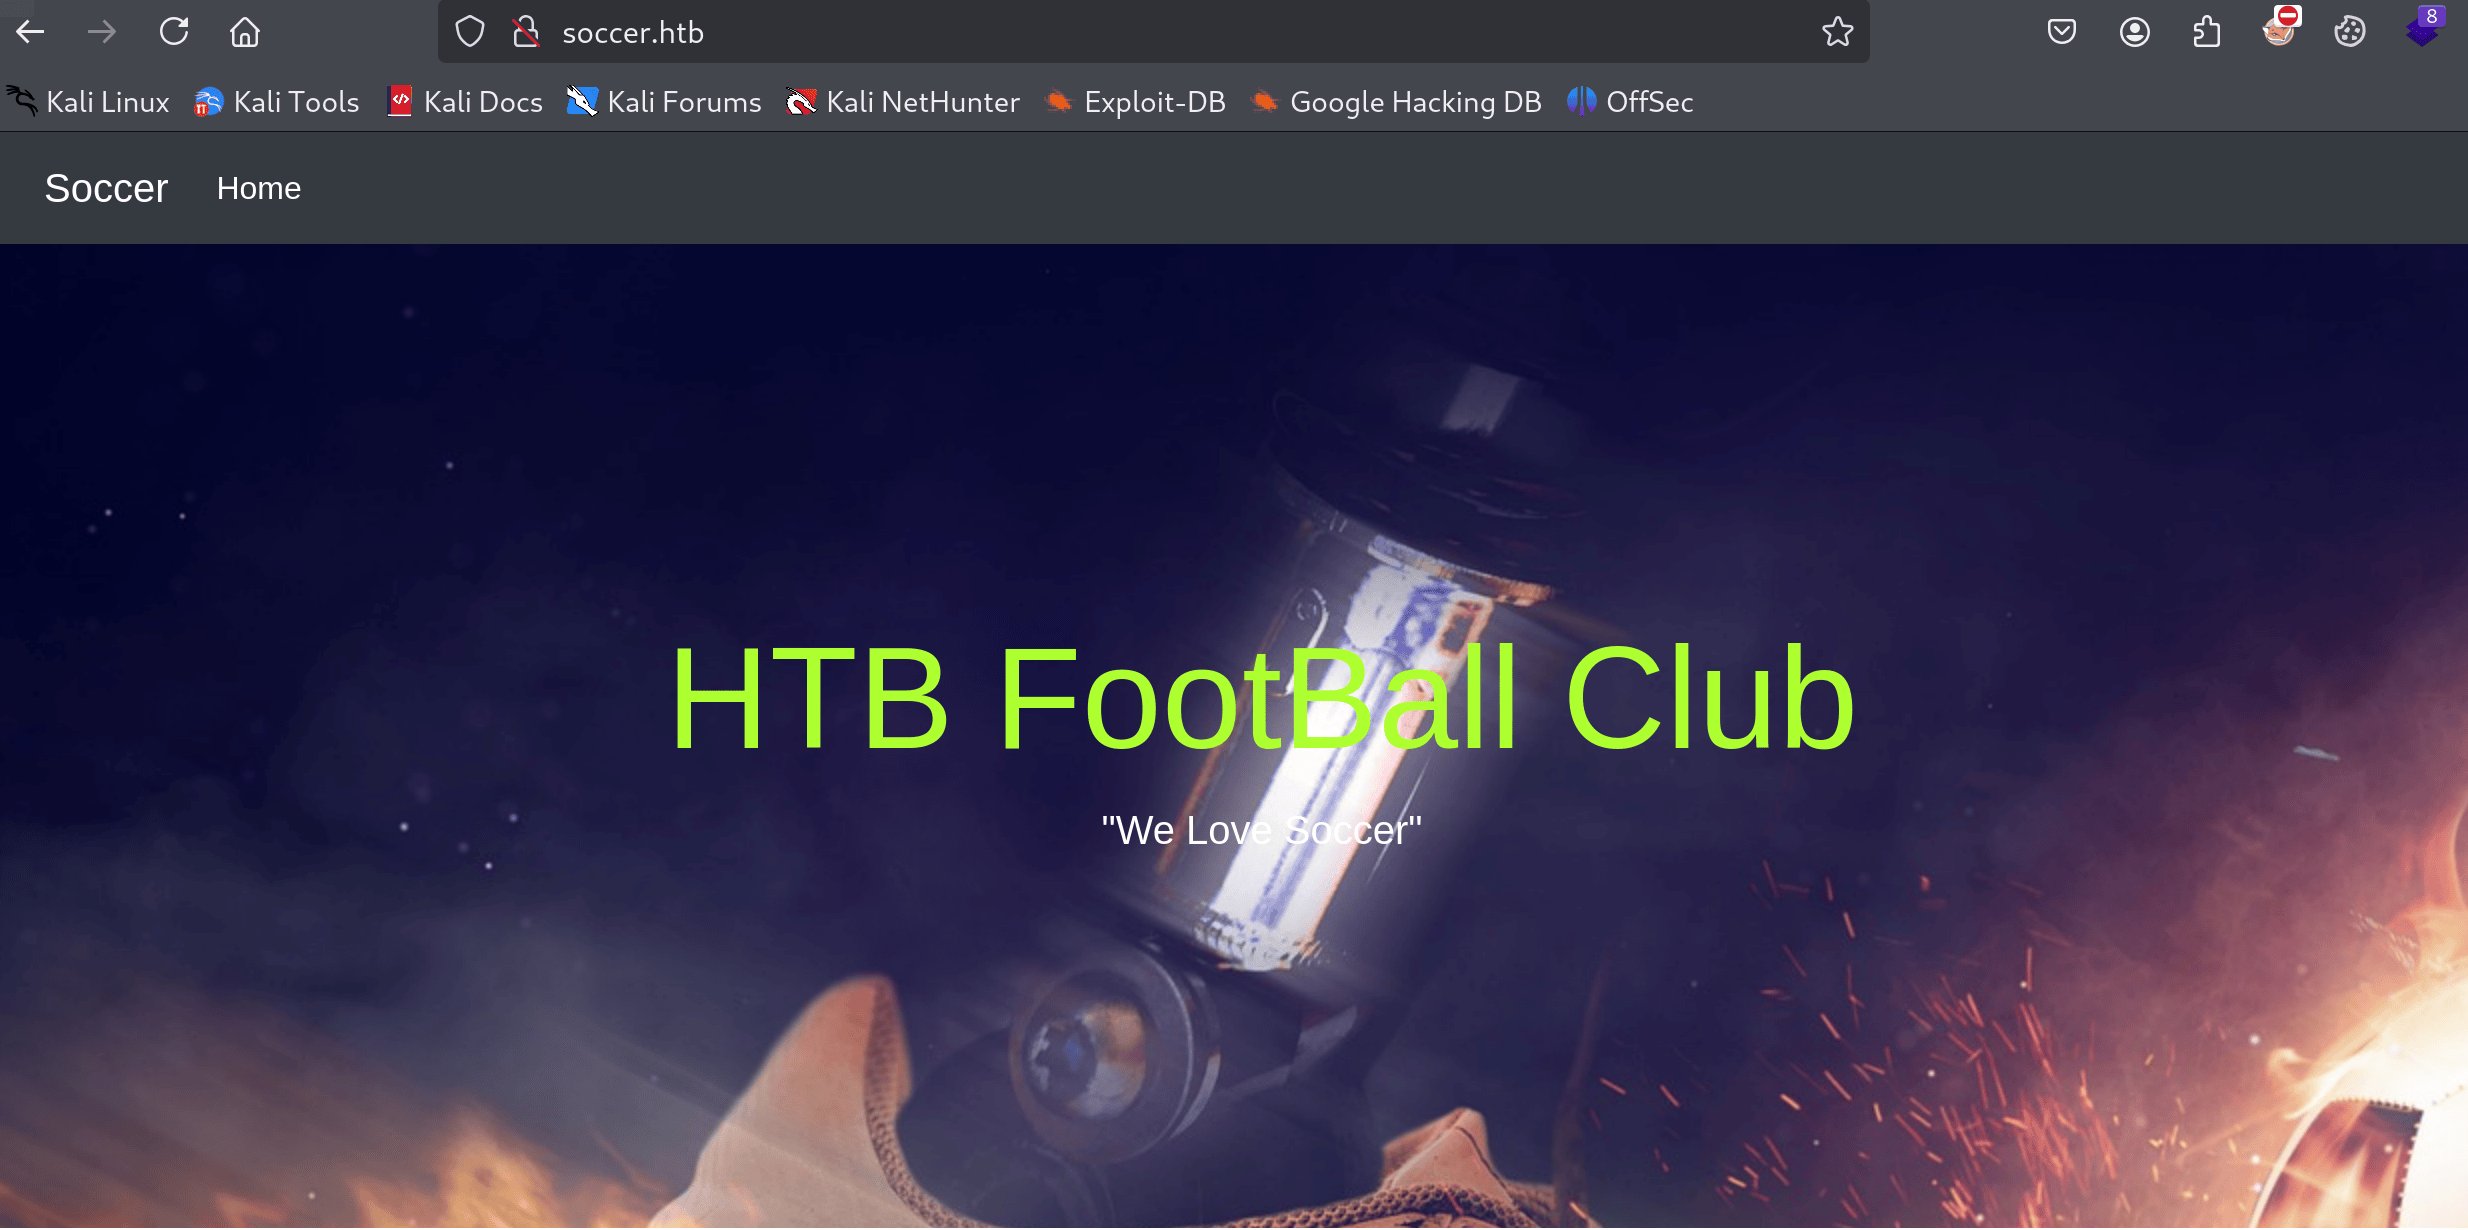 soccer.htb
8
Kali Linux Kali Tools Kali Docs Kali Forums Kali NetHunter Exploit-DB Google Hacking DB OffSec
Soccer Home
HTB FootBall Club
"We Love Soccer"